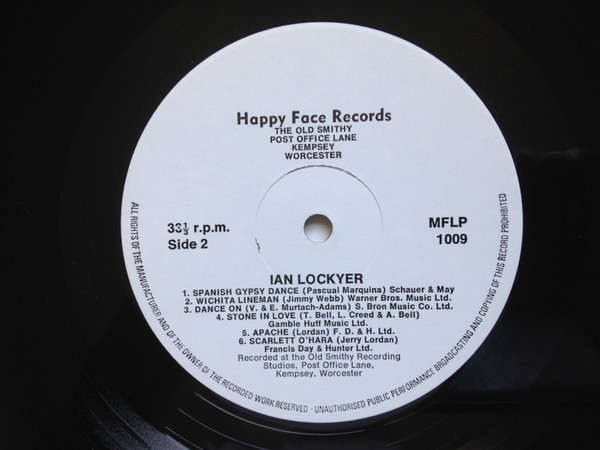 Happy Face Records
THE OLD SMITHY
POST OFFICE LANE
KEMPSEY
WORCESTER
33⅓ r.p.m.
Side 2
MFLP
1009
IAN LOCKYER
1. SPANISH GYPSY DANCE (Pascual Marquina) Schauer & May
2. WICHITA LINEMAN (Jimmy Webb) Warner Bros. Music Ltd.
3. DANCE ON (V. & E. Murtach-Adams) S. Bron Music Co. Ltd.
4. STONE IN LOVE (T. Bell, L. Creed & A. Bell)
Gamble Huff Music Ltd.
5. APACHE (Lordan) F. D. & H. Ltd.
6. SCARLETT O'HARA (Jerry Lordan)
Francis Day & Hunter Ltd.
Recorded at the Old Smithy Recording
Studios, Post Office Lane,
Kempsey, Worcester
ALL RIGHTS OF THE MANUFACTURER AND OF THE OWNER OF THE RECORDED WORK RESERVED · UNAUTHORISED PUBLIC PERFORMANCE BROADCASTING AND COPYING OF THIS RECORD PROHIBITED